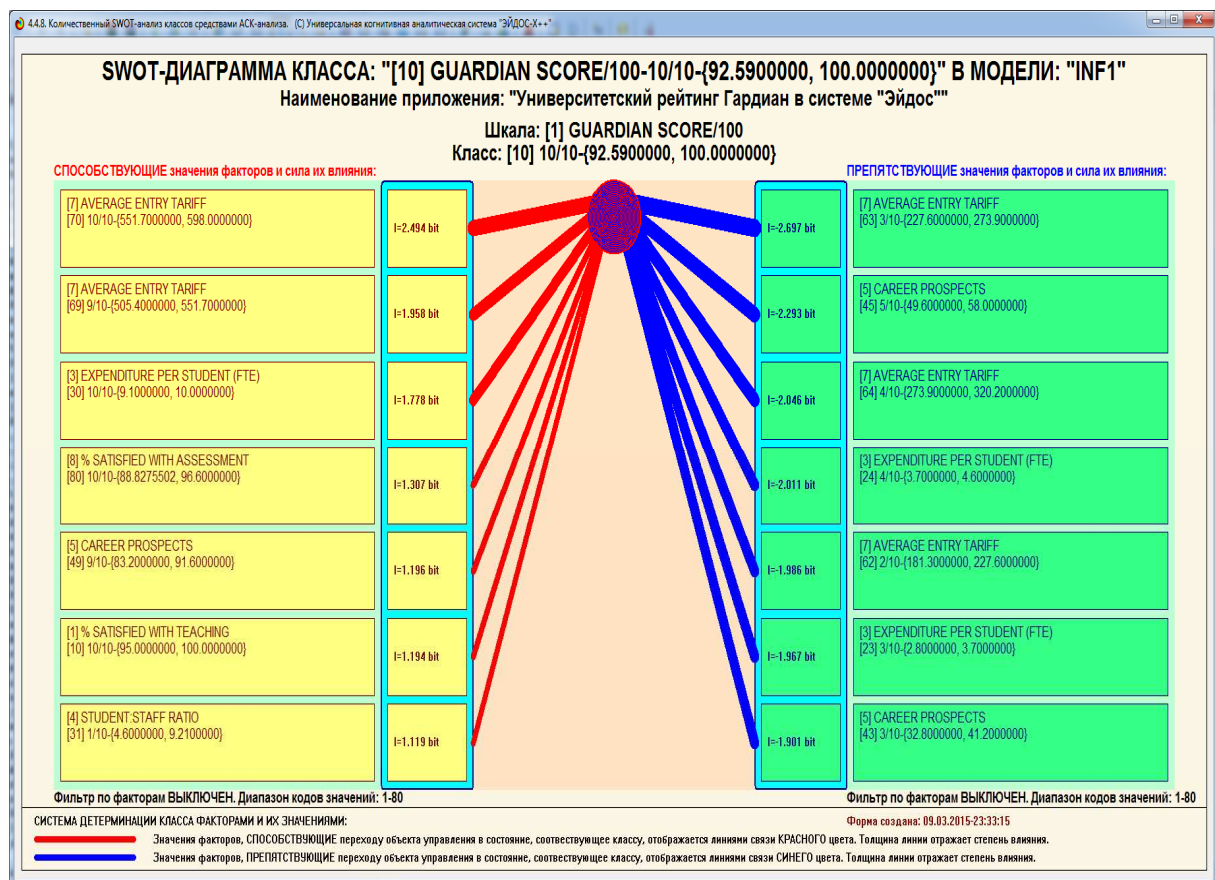 4.4.8. Количественный SWOT-анализ классов средствами АСК-анализа. (C) Универсальная когнитивная аналитическая система "ЭЙДОС-X++"
SWOT-ДИАГРАММА КЛАССА: "[10] GUARDIAN SCORE/100-10/10-{92.5900000, 100.0000000}" В МОДЕЛИ: "INF1"
Наименование приложения: "Университетский рейтинг Гардиан в системе "Эйдос""
Шкала: [1] GUARDIAN SCORE/100
Класс: [10] 10/10-{92.5900000, 100.0000000}
СПОСОБСТВУЮЩИЕ значения факторов и сила их влияния:
[7] AVERAGE ENTRY TARIFF
[70] 10/10-{551.7000000, 598.0000000}
I=2.494 bit
[7] AVERAGE ENTRY TARIFF
[69] 9/10-{505.4000000, 551.7000000}
I=1.958 bit
[3] EXPENDITURE PER STUDENT (FTE)
[30] 10/10-{9.1000000, 10.0000000}
I=1.778 bit
[8] % SATISFIED WITH ASSESSMENT
[80] 10/10-{88.8275502, 96.6000000}
I=1.307 bit
[5] CAREER PROSPECTS
[49] 9/10-{83.2000000, 91.6000000}
I=1.196 bit
[1] % SATISFIED WITH TEACHING
[10] 10/10-{95.0000000, 100.0000000}
I=1.194 bit
[4] STUDENT:STAFF RATIO
[31] 1/10-{4.6000000, 9.2100000}
I=1.119 bit
Фильтр по факторам ВЫКЛЮЧЕН. Диапазон кодов значений: 1-80
ПРЕПЯТСТВУЮЩИЕ значения факторов и сила их влияния:
I=-2.697 bit
[7] AVERAGE ENTRY TARIFF
[63] 3/10-{227.6000000, 273.9000000}
I=-2.293 bit
[5] CAREER PROSPECTS
[45] 5/10-{49.6000000, 58.0000000}
I=-2.046 bit
[7] AVERAGE ENTRY TARIFF
[64] 4/10-{273.9000000, 320.2000000}
I=-2.011 bit
[3] EXPENDITURE PER STUDENT (FTE)
[24] 4/10-{3.7000000, 4.6000000}
I=-1.986 bit
[7] AVERAGE ENTRY TARIFF
[62] 2/10-{181.3000000, 227.6000000}
I=-1.967 bit
[3] EXPENDITURE PER STUDENT (FTE)
[23] 3/10-{2.8000000, 3.7000000}
I=-1.901 bit
[5] CAREER PROSPECTS
[43] 3/10-{32.8000000, 41.2000000}
Фильтр по факторам ВЫКЛЮЧЕН. Диапазон кодов значений: 1-80
СИСТЕМА ДЕТЕРМИНАЦИИ КЛАССА ФАКТОРАМИ И ИХ ЗНАЧЕНИЯМИ:
Форма создана: 09.03.2015-23:33:15
Значения факторов, СПОСОБСТВУЮЩИЕ переходу объекта управления в состояние, соотвествующее классу, отображается линиями связи КРАСНОГО цвета. Толщина линии отражает степень влияния.
Значения факторов, ПРЕПЯТСТВУЮЩИЕ переходу объекта управления в состояние, соотвествующее классу, отображается линиями связи СИНЕГО цвета. Толщина линии отражает степень влияния.